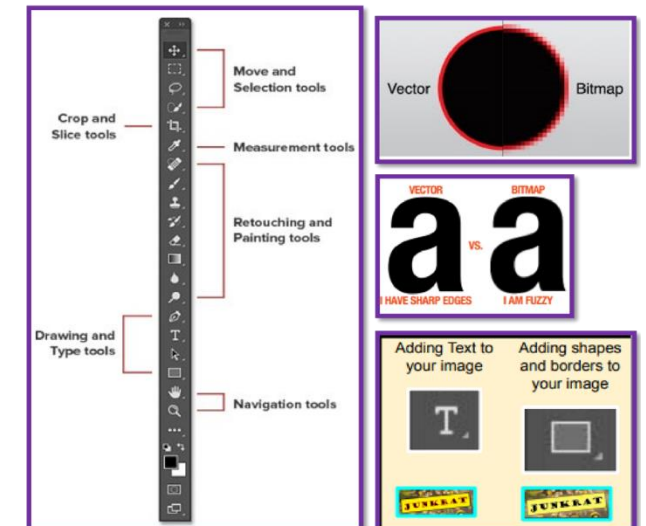 Move and
Selection tools
Crop and
Slice tools
Measurement tools
Retouching and
Painting tools
Drawing and
Type tools
T
Navigation tools
Vector
Bitmap
VECTOR
BITMAP
a
VS.
a
I HAVE SHARP EDGES
I AM FUZZY
Adding Text to
your image
Adding shapes
and borders to
your image
T
JUNKRAT
JUNKRAT